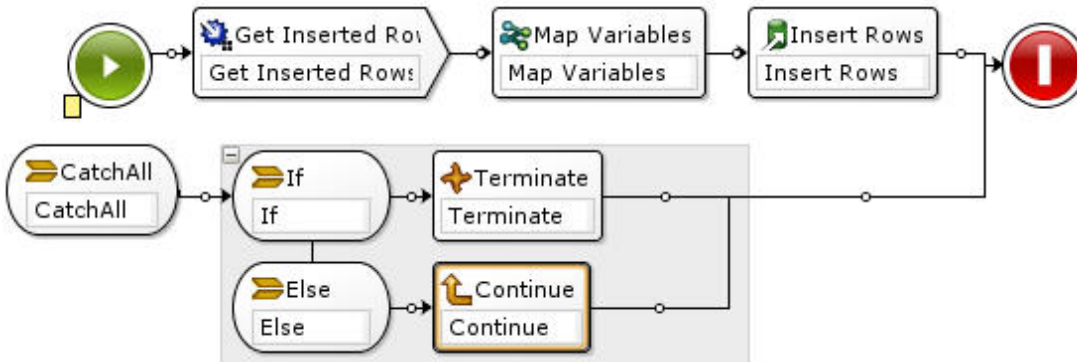 Get Inserted Rov
Get Inserted Rows
Map Variables
Map Variables
Insert Rows
Insert Rows
CatchAll
CatchAll
If
If
Terminate
Terminate
Else
Else
Continue
Continue